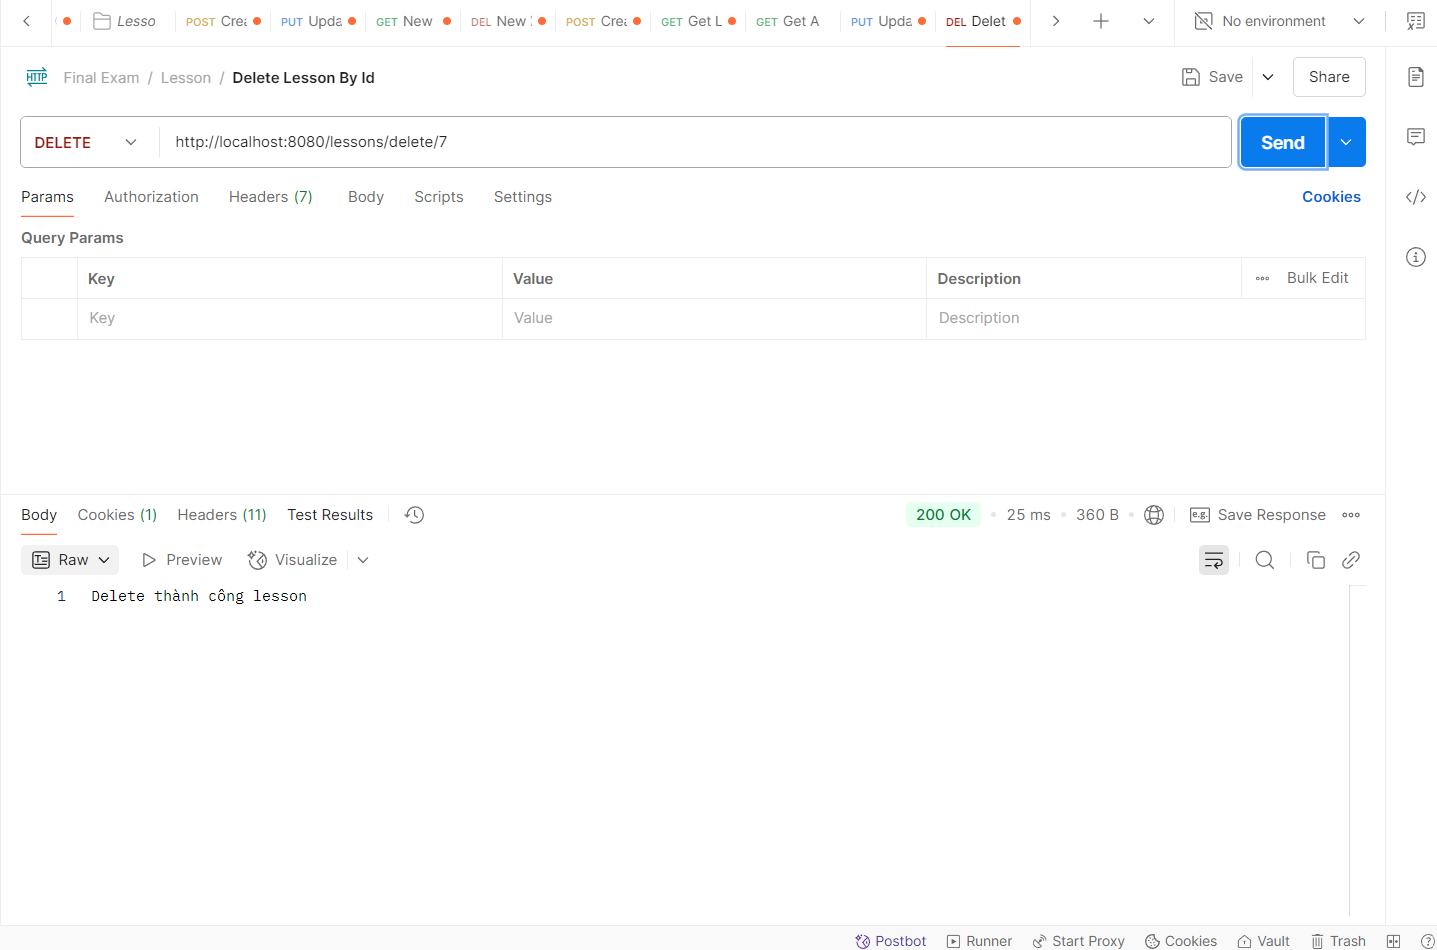 Lesso POST Crea PUT Upda GET New DEL New POST Crea GET Get L GET Get A PUT Upda DEL Delet No environment
HTTP Final Exam / Lesson / Delete Lesson By Id Save Share
DELETE http://localhost:8080/lessons/delete/7 Send
Params Authorization Headers (7) Body Scripts Settings Cookies
Query Params
Key Value Description Bulk Edit
Key Value Description
Body Cookies (1) Headers (11) Test Results 200 OK 25 ms 360 B e.g. Save Response
Raw Preview Visualize
1 Delete thành công lesson
Postbot Runner Start Proxy Cookies Vault Trash